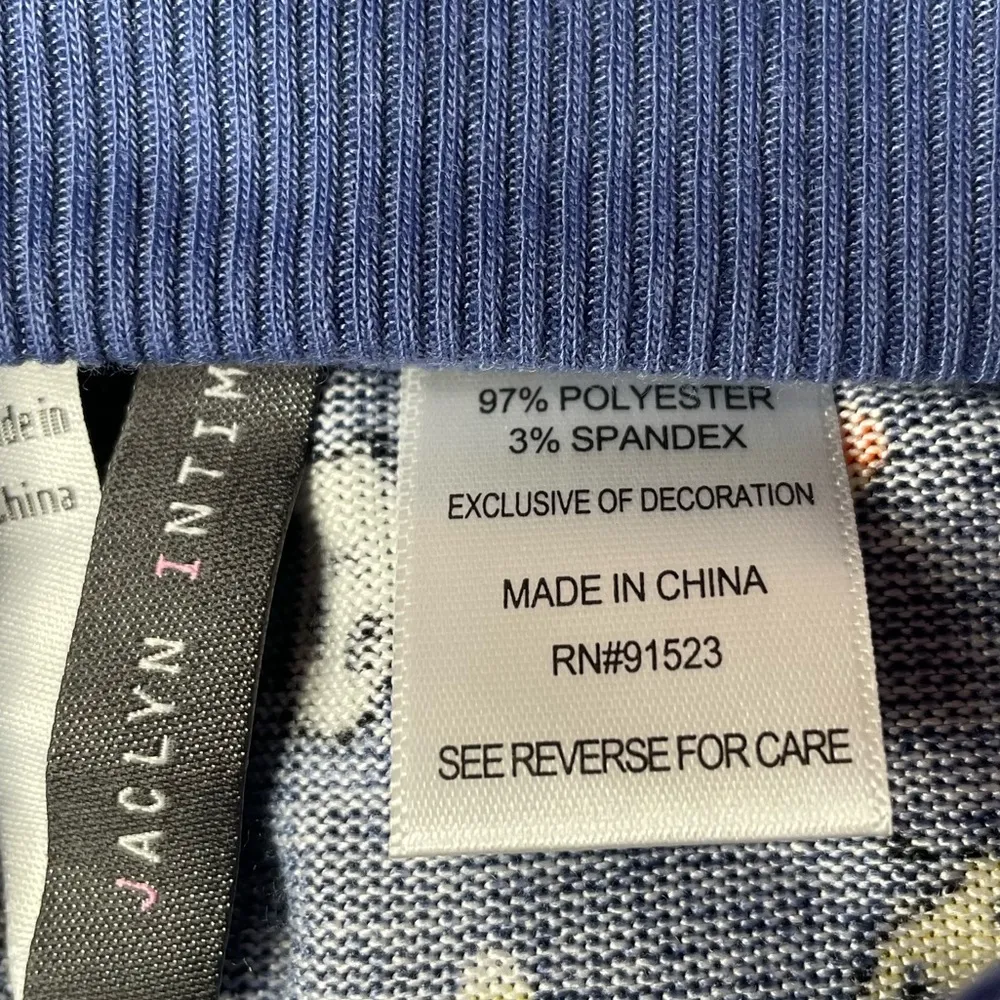 de in
China
JACLYN INTIM
97% POLYESTER
3% SPANDEX
EXCLUSIVE OF DECORATION
MADE IN CHINA
RN#91523
SEE REVERSE FOR CARE